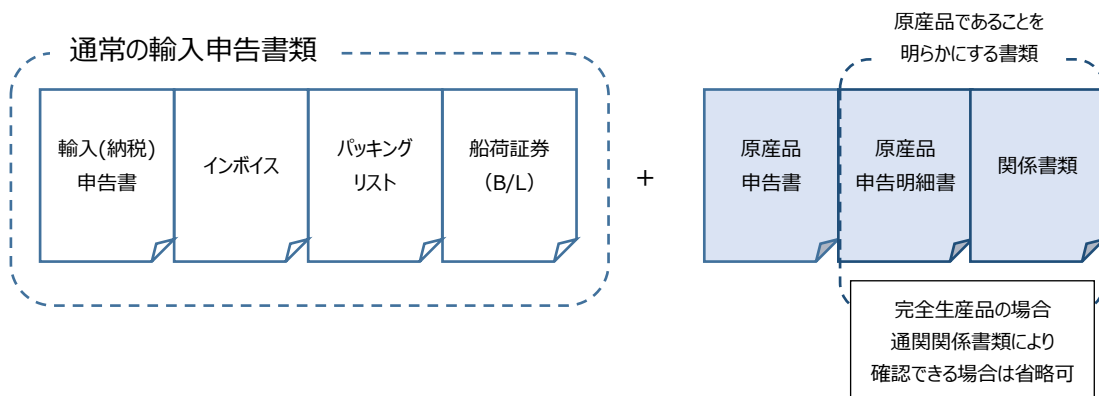 通常の輸入申告書類
原産品であることを
明らかにする書類
輸入(納税)
申告書
インボイス
パッキング
リスト
船荷証券
（B/L）
+
原産品
申告書
原産品
申告明細書
関係書類
完全生産品の場合
通関関係書類により
確認できる場合は省略可